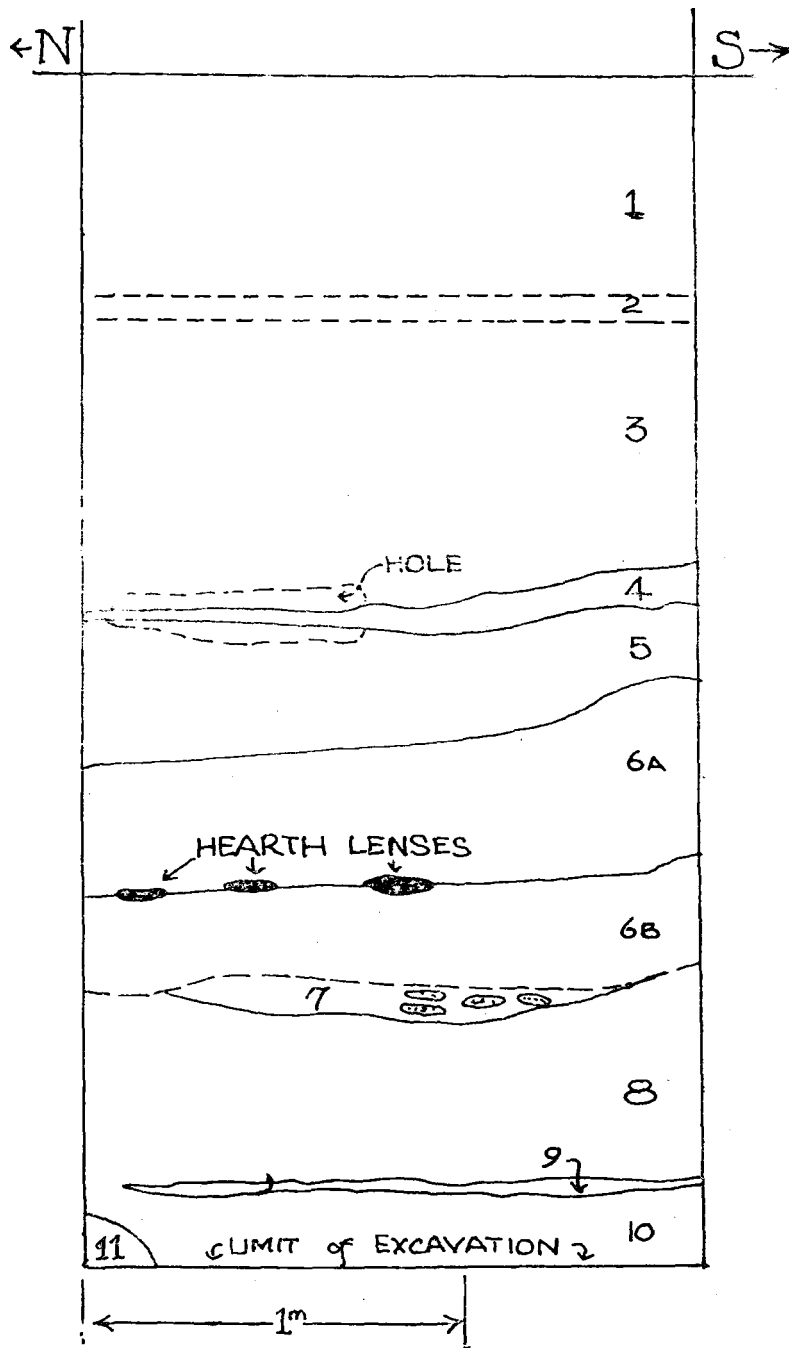 ←N S→
1
2
3
HOLE
4
5
6A
HEARTH LENSES
6B
7
8
9
10
11 LIMIT of EXCAVATION
1m